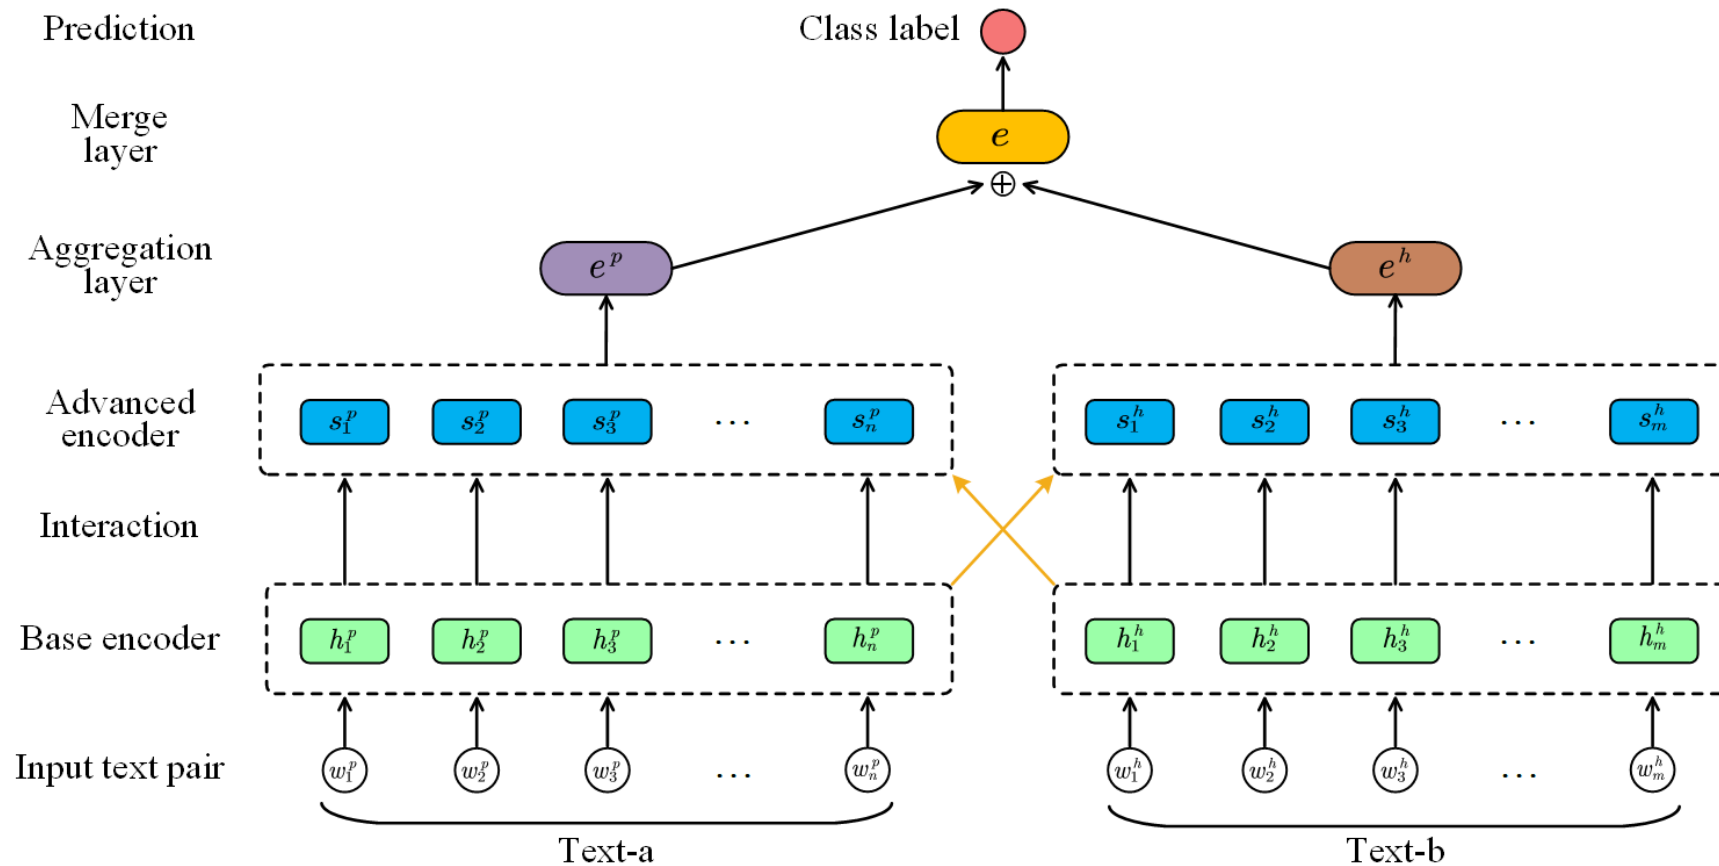 Prediction
Class label
Merge
layer
e
⊕
Aggregation
layer
e^p
e^h
Advanced
encoder
s_1^p s_2^p s_3^p ... s_n^p
s_1^h s_2^h s_3^h ... s_m^h
Interaction
Base encoder
h_1^p h_2^p h_3^p ... h_n^p
h_1^h h_2^h h_3^h ... h_m^h
Input text pair
w_1^p w_2^p w_3^p ... w_n^p
w_1^h w_2^h w_3^h ... w_m^h
Text-a
Text-b